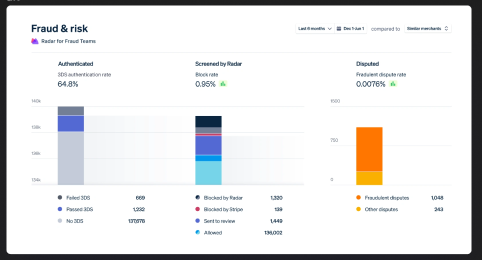 Fraud & risk
Last 6 months Dec 1-Jun 1 compared to Similar merchants
Radar for Fraud Teams
Authenticated
3DS authentication rate
64.8%
Screened by Radar
Block rate
0.95%
Disputed
Fradulent dispute rate
0.0076%
140k
138k
136k
134k
1500
750
0
Failed 3DS 669
Passed 3DS 1,232
No 3DS 137,878
Blocked by Radar 1,320
Blocked by Stripe 139
Sent to review 1,449
Allowed 136,002
Fraudulent disputes 1,048
Other disputes 243